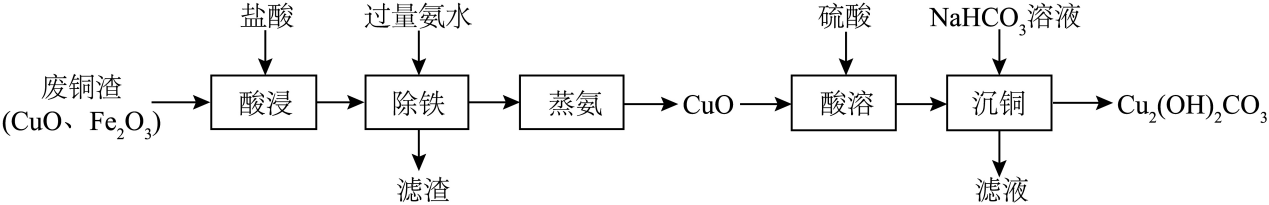 盐酸
过量氨水
硫酸
NaHCO₃溶液
废铜渣
(CuO、Fe₂O₃)
酸浸
除铁
蒸氨
CuO
酸溶
沉铜
Cu₂(OH)₂CO₃
滤渣
滤液